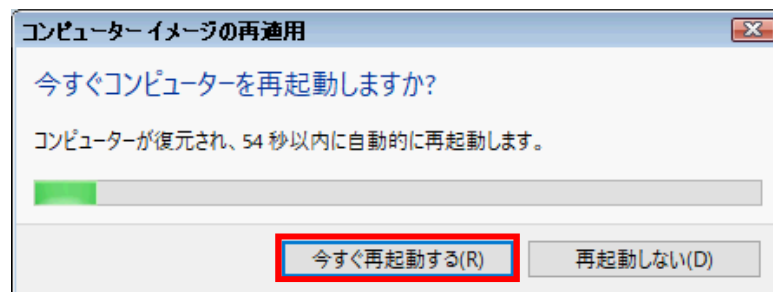 コンピューター イメージの再適用
今すぐコンピューターを再起動しますか?
コンピューターが復元され、54 秒以内に自動的に再起動します。
今すぐ再起動する(R)
再起動しない(D)